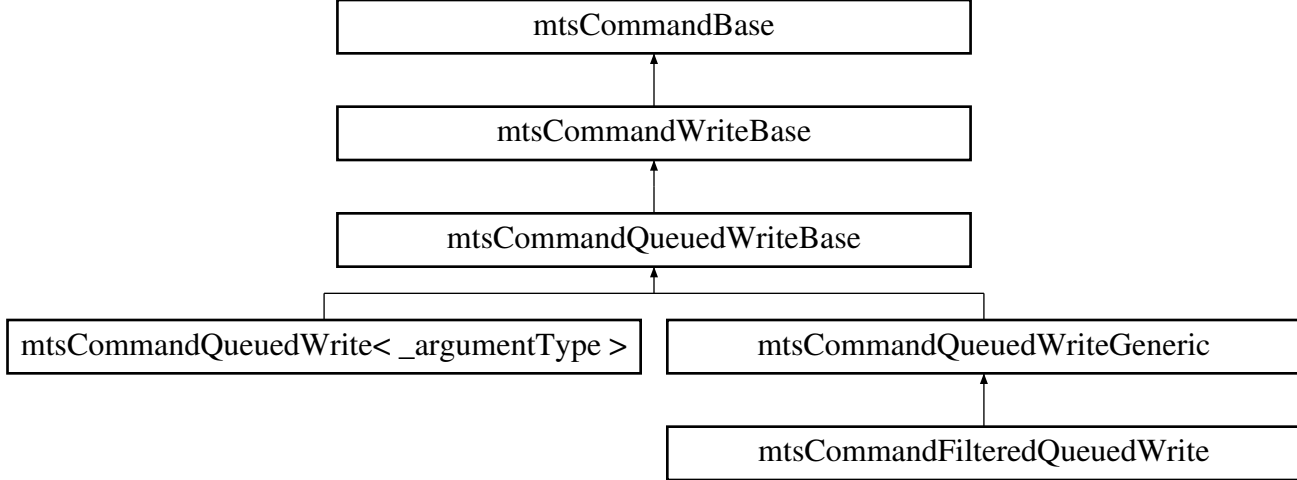 mtsCommandBase
mtsCommandWriteBase
mtsCommandQueuedWriteBase
mtsCommandQueuedWrite< _argumentType >
mtsCommandQueuedWriteGeneric
mtsCommandFilteredQueuedWrite